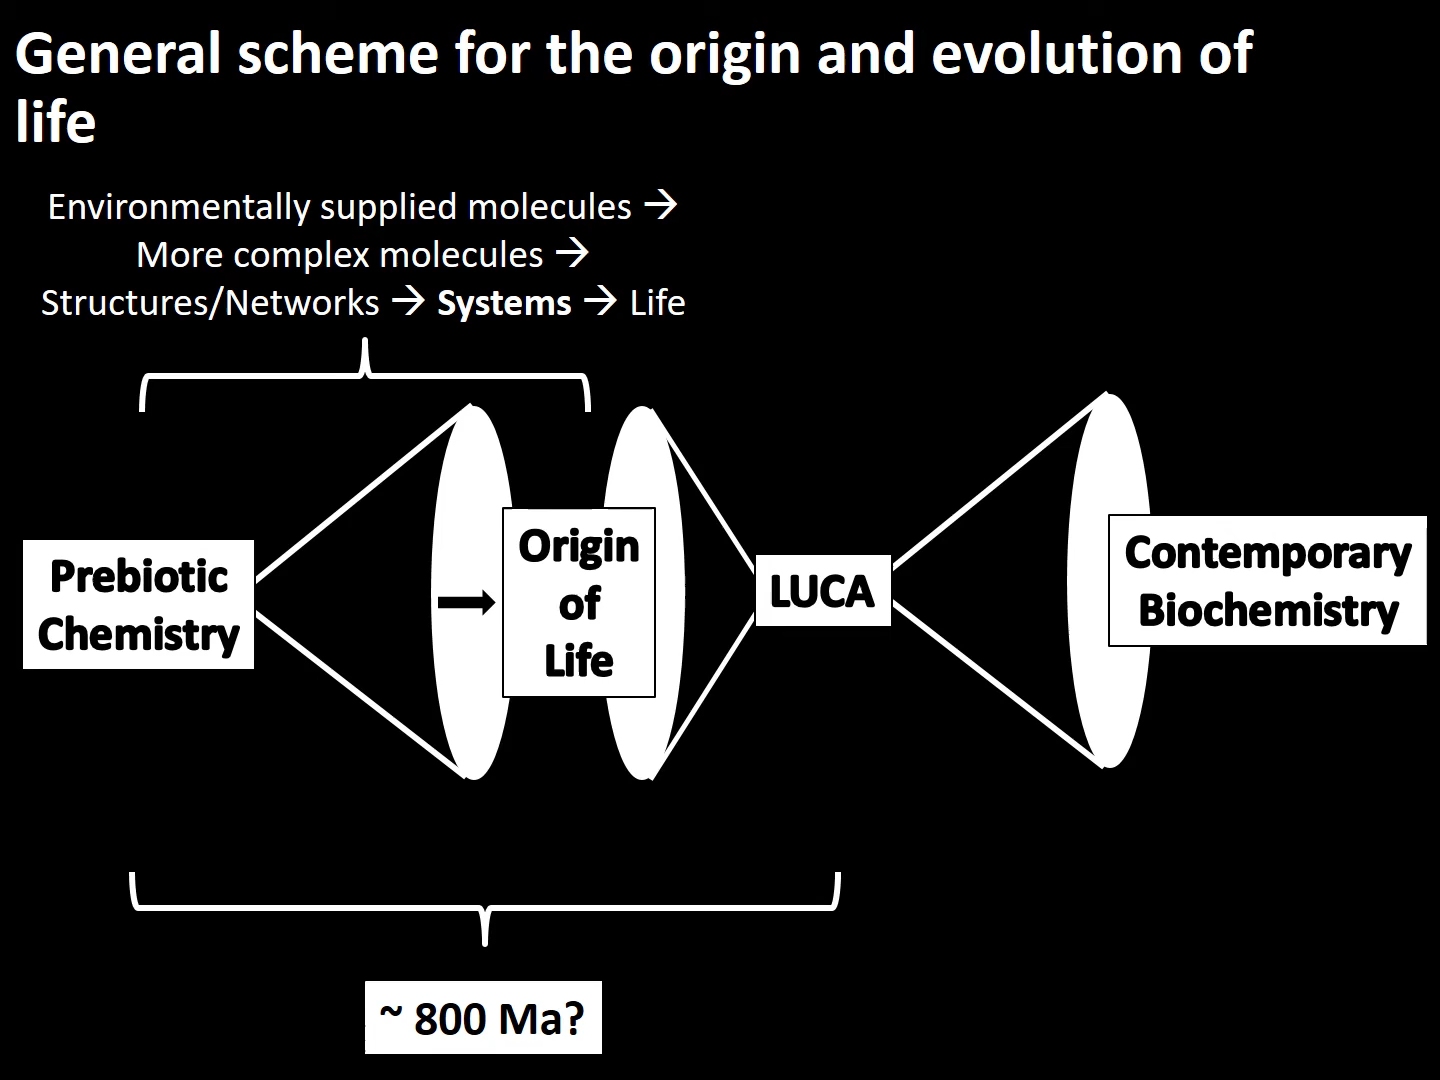 General scheme for the origin and evolution of
life
Environmentally supplied molecules →
More complex molecules →
Structures/Networks → Systems → Life
Prebiotic
Chemistry
Origin
of
Life
LUCA
Contemporary
Biochemistry
~ 800 Ma?